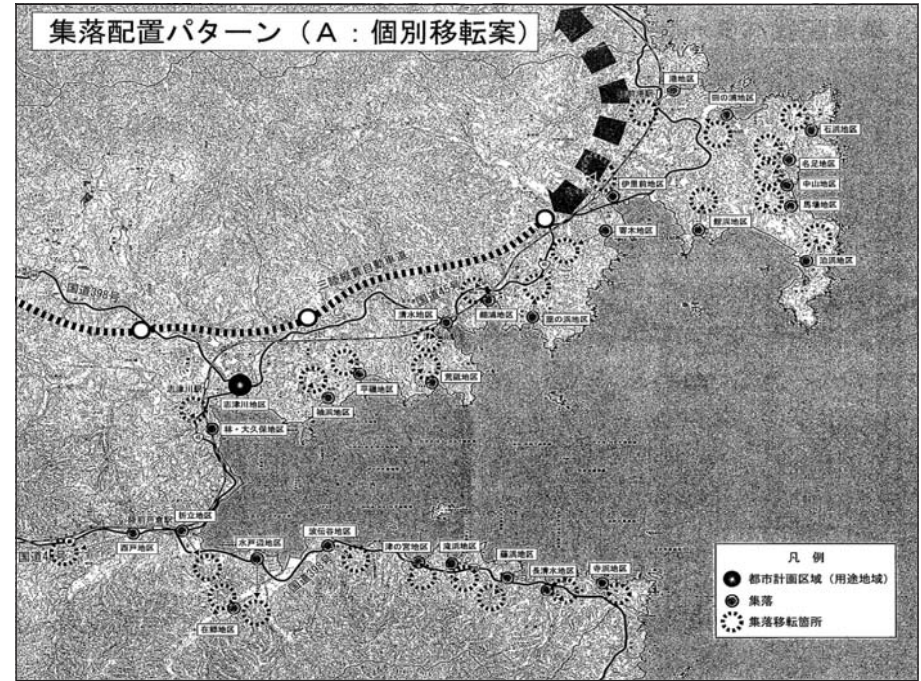 集落配置パターン（A：個別移転案）
港地区
田の浦地区
石浜地区
名足地区
中山地区
馬場地区
伊里前地区
寄木地区
館浜地区
泊浜地区
三陸縦貫自動車道
国道398号
国道45号
清水地区
細浦地区
荒砥地区
平磯地区
袖浜地区
志津川駅
志津川地区
林・大久保地区
陸前戸倉駅
折立地区
西戸地区
国道4
水戸辺地区
波伝谷地区
津の宮地区
滝浜地区
藤浜地区
長清水地区
寺浜地区
在郷地区
凡 例
都市計画区域（用途地域）
集落
集落移転箇所